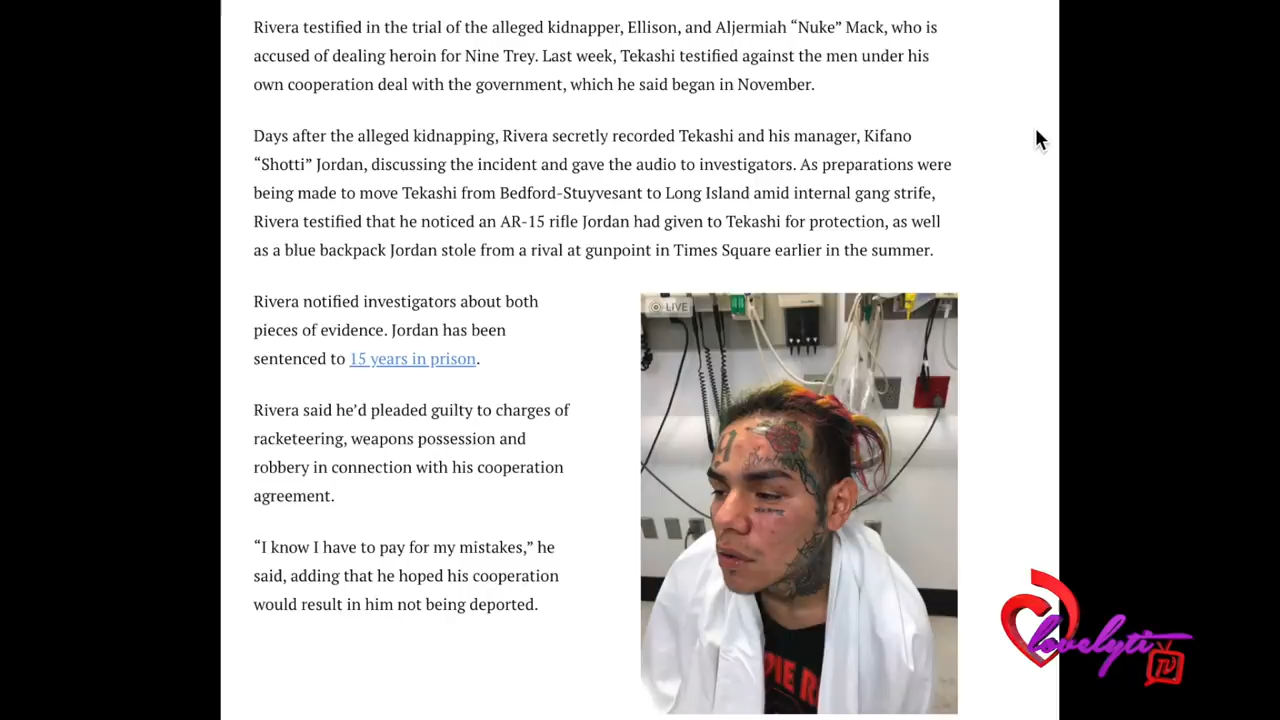 Rivera testified in the trial of the alleged kidnapper, Ellison, and Aljermiah “Nuke” Mack, who is
accused of dealing heroin for Nine Trey. Last week, Tekashi testified against the men under his
own cooperation deal with the government, which he said began in November.
Days after the alleged kidnapping, Rivera secretly recorded Tekashi and his manager, Kifano
“Shotti” Jordan, discussing the incident and gave the audio to investigators. As preparations were
being made to move Tekashi from Bedford-Stuyvesant to Long Island amid internal gang strife,
Rivera testified that he noticed an AR-15 rifle Jordan had given to Tekashi for protection, as well
as a blue backpack Jordan stole from a rival at gunpoint in Times Square earlier in the summer.
Rivera notified investigators about both
pieces of evidence. Jordan has been
sentenced to 15 years in prison.
Rivera said he’d pleaded guilty to charges of
racketeering, weapons possession and
robbery in connection with his cooperation
agreement.
“I know I have to pay for my mistakes,” he
said, adding that he hoped his cooperation
would result in him not being deported.
LIVE
lovelyti
TV